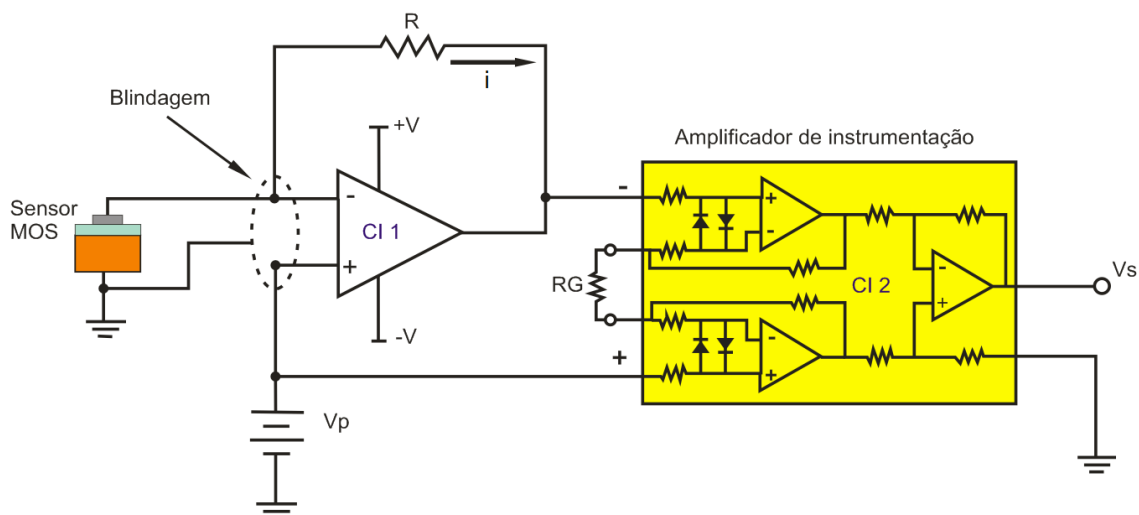 R
i
Blindagem
+V
Amplificador de instrumentação
Sensor
MOS
-
CI 1
+
-V
-
+
-
RG
CI 2
-
+
Vs
+
-
+
Vp